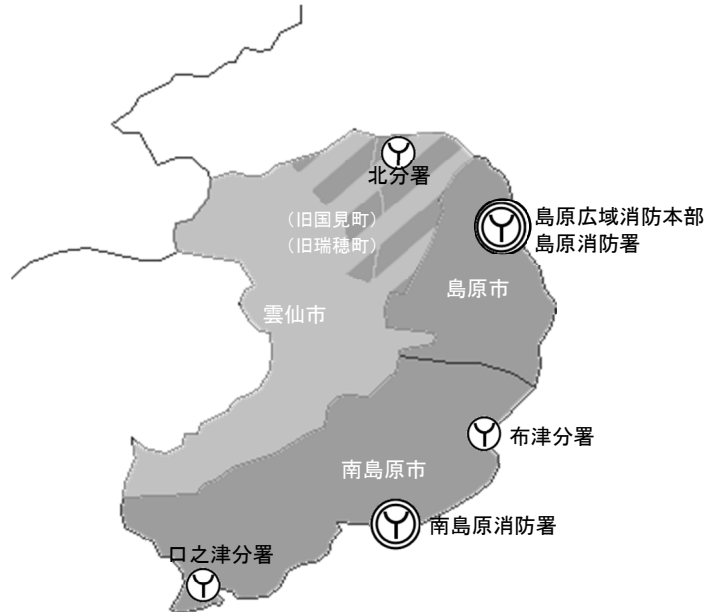 北分署
（旧国見町）
（旧瑞穂町）
島原広域消防本部
島原消防署
島原市
雲仙市
布津分署
南島原市
南島原消防署
口之津分署